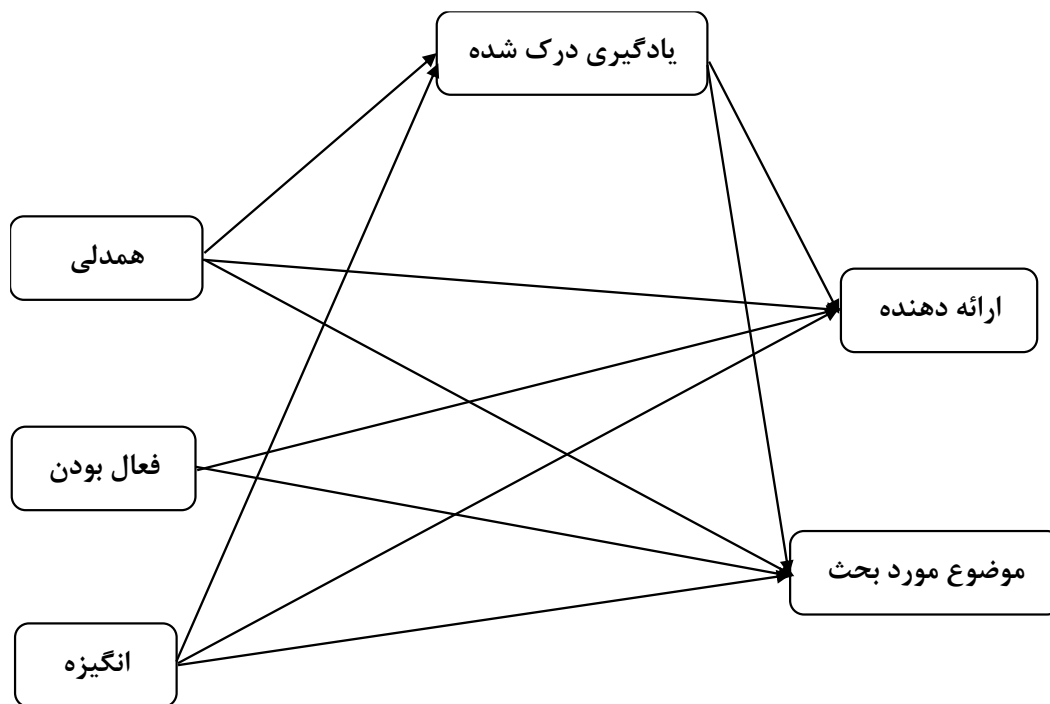 یادگیری درک شده
همدلی
ارائه دهنده
فعال بودن
موضوع مورد بحث
انگیزه